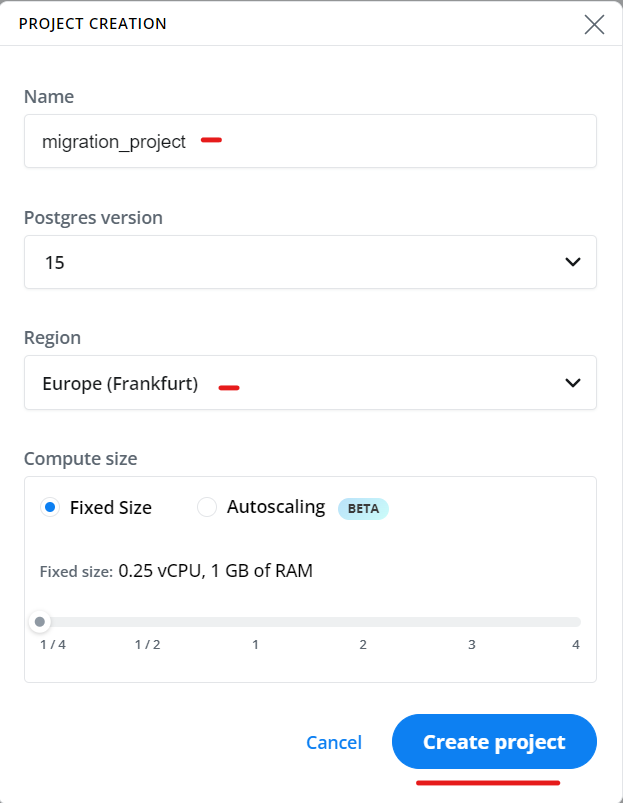 PROJECT CREATION
Name
migration_project
Postgres version
15
Region
Europe (Frankfurt)
Compute size
Fixed Size Autoscaling BETA
Fixed size: 0.25 vCPU, 1 GB of RAM
1 / 4 1 / 2 1 2 3 4
Cancel Create project